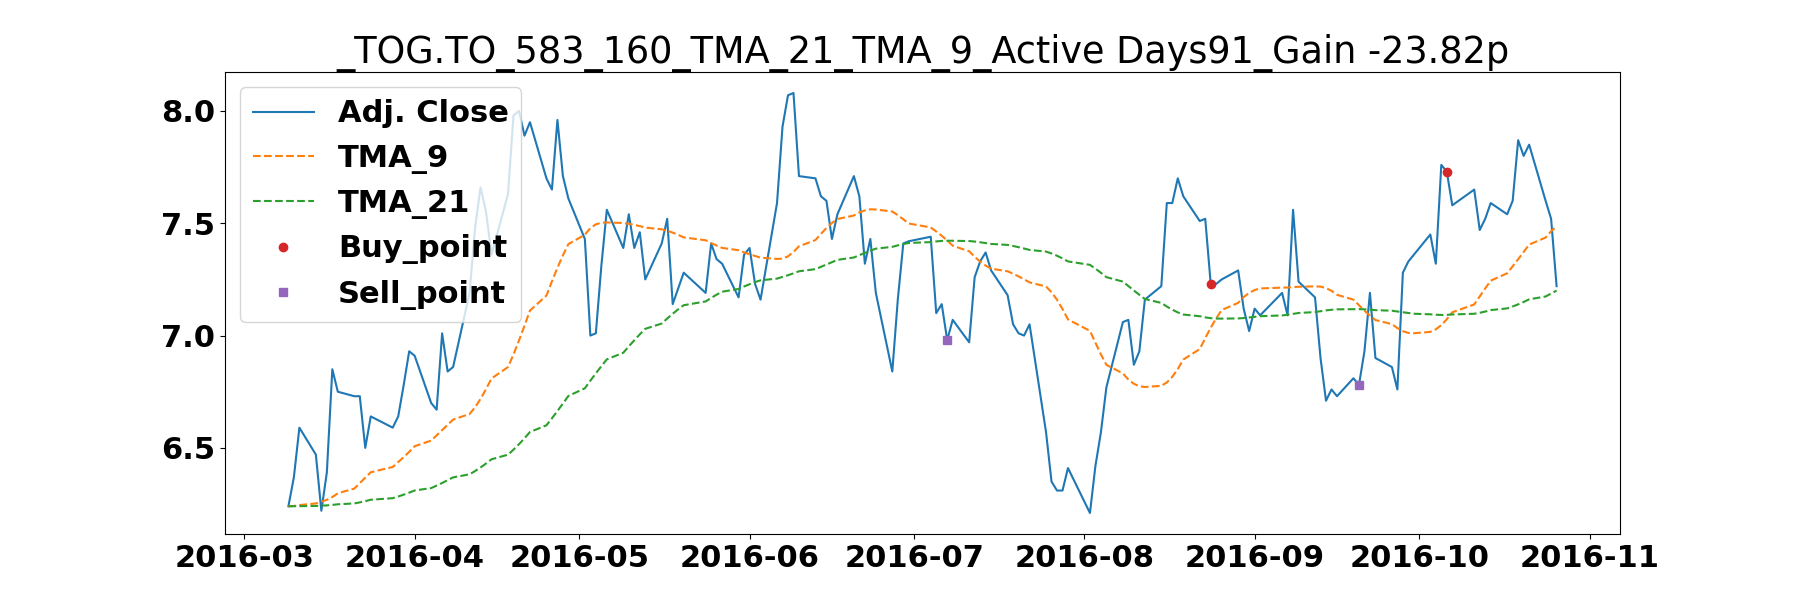 _TOG.TO_583_160_TMA_21_TMA_9_Active Days91_Gain -23.82p
8.0
7.5
7.0
6.5
Adj. Close
TMA_9
TMA_21
Buy_point
Sell_point
2016-03 2016-04 2016-05 2016-06 2016-07 2016-08 2016-09 2016-10 2016-11